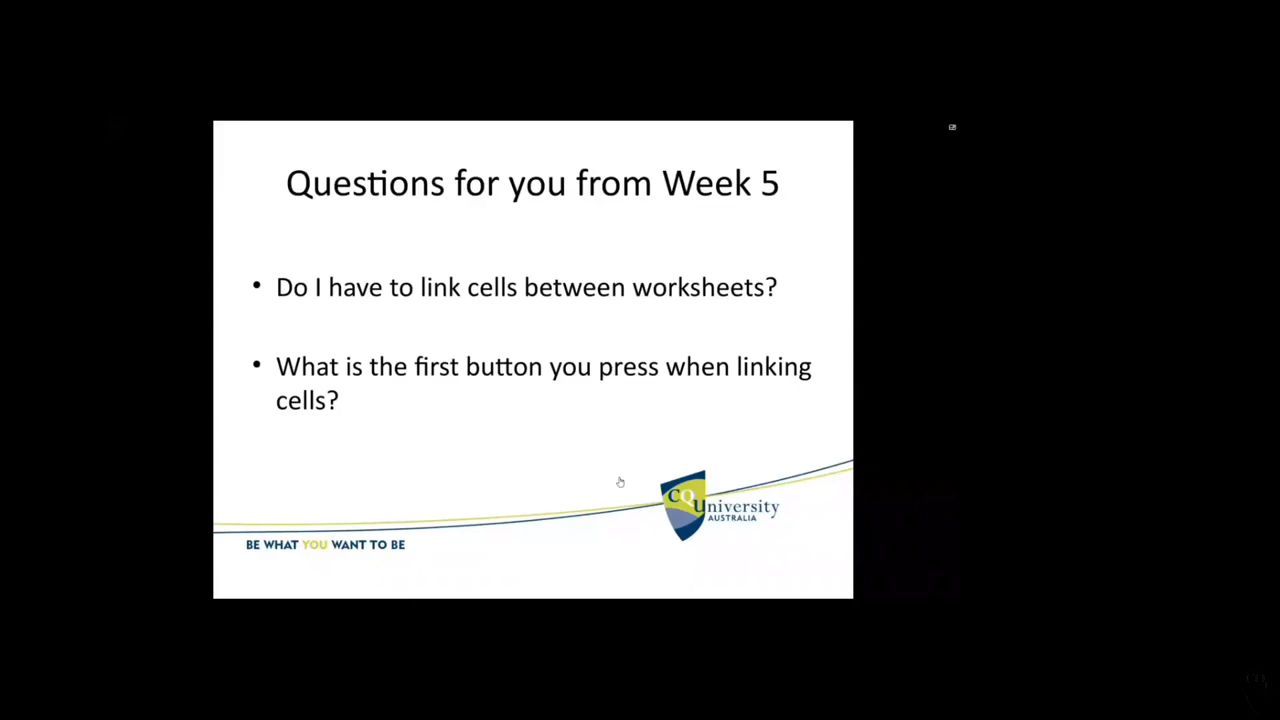 Questions for you from Week 5
• Do I have to link cells between worksheets?
• What is the first button you press when linking
cells?
CQUniversity
AUSTRALIA
BE WHAT YOU WANT TO BE